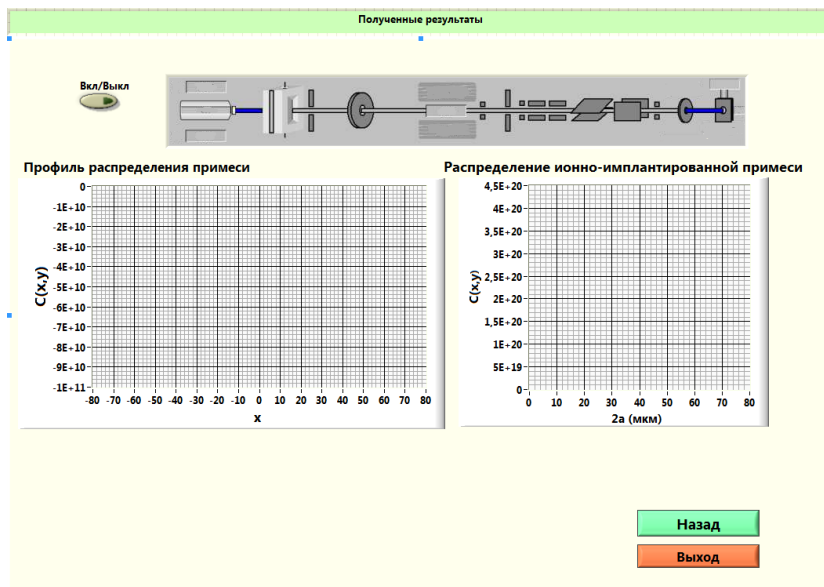 Полученные результаты
Вкл/Выкл
Профиль распределения примеси
C(x,y)
0
-1E+10
-2E+10
-3E+10
-4E+10
-5E+10
-6E+10
-7E+10
-8E+10
-9E+10
-1E+11
-80 -70 -60 -50 -40 -30 -20 -10 0 10 20 30 40 50 60 70 80
x
Распределение ионно-имплантированной примеси
C(x,y)
4,5E+20
4E+20
3,5E+20
3E+20
2,5E+20
2E+20
1,5E+20
1E+20
5E+19
0
0 10 20 30 40 50 60 70 80
2a (мкм)
Назад
Выход